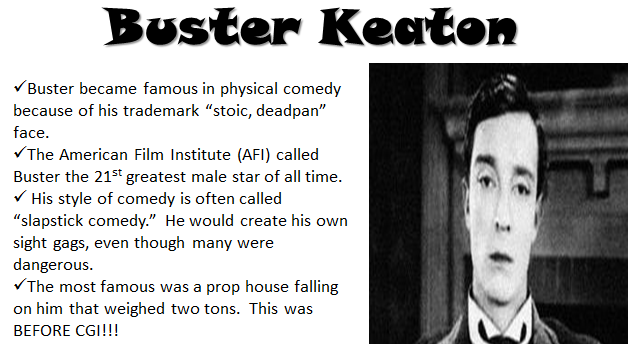 Buster Keaton
✓Buster became famous in physical comedy
because of his trademark “stoic, deadpan”
face.
✓The American Film Institute (AFI) called
Buster the 21st greatest male star of all time.
✓ His style of comedy is often called
“slapstick comedy.”  He would create his own
sight gags, even though many were
dangerous.
✓The most famous was a prop house falling
on him that weighed two tons.  This was
BEFORE CGI!!!